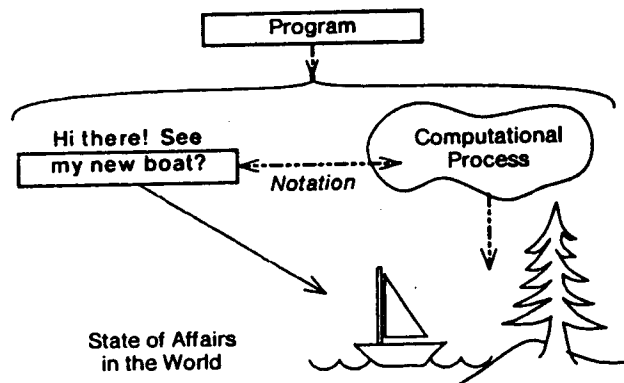 Program
Hi there! See
my new boat?
Notation
Computational
Process
State of Affairs
in the World